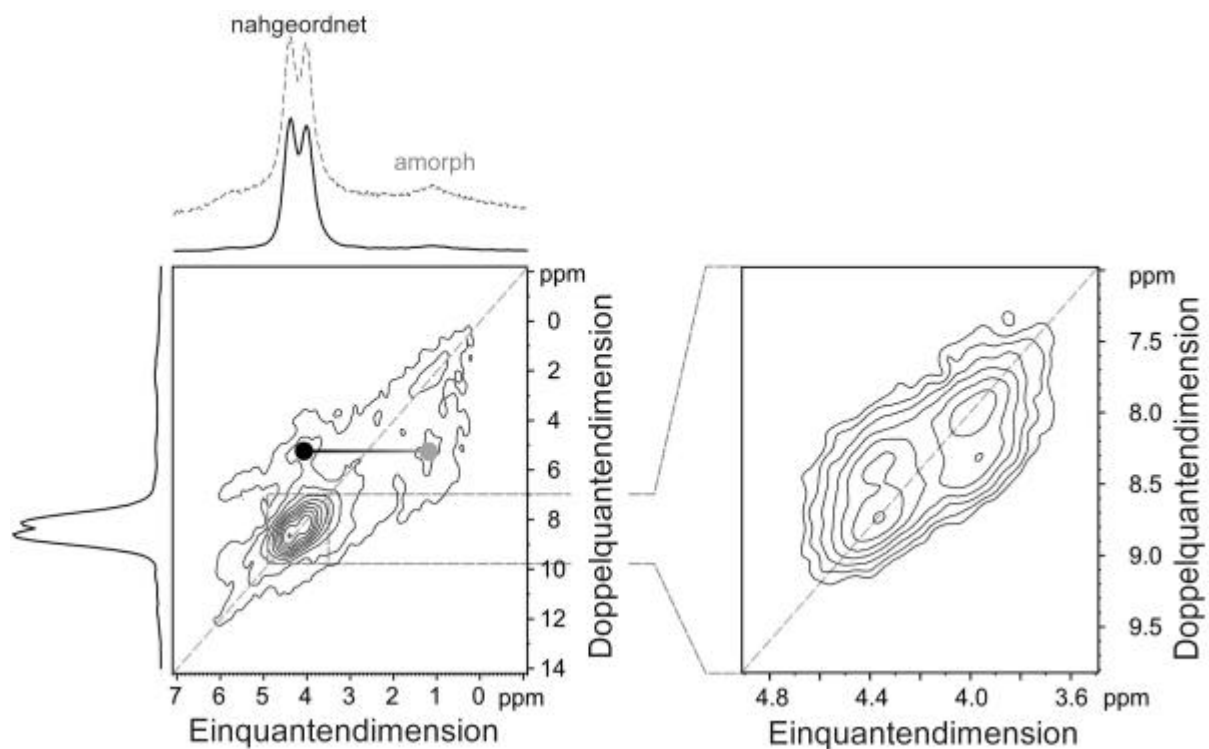 nahgeordnet
amorph
ppm
0
2
4
6
8
10
12
14
Doppelquantendimension
7 6 5 4 3 2 1 0 ppm
Einquantendimension
ppm
7.5
8.0
8.5
9.0
9.5
Doppelquantendimension
4.8 4.4 4.0 3.6 ppm
Einquantendimension